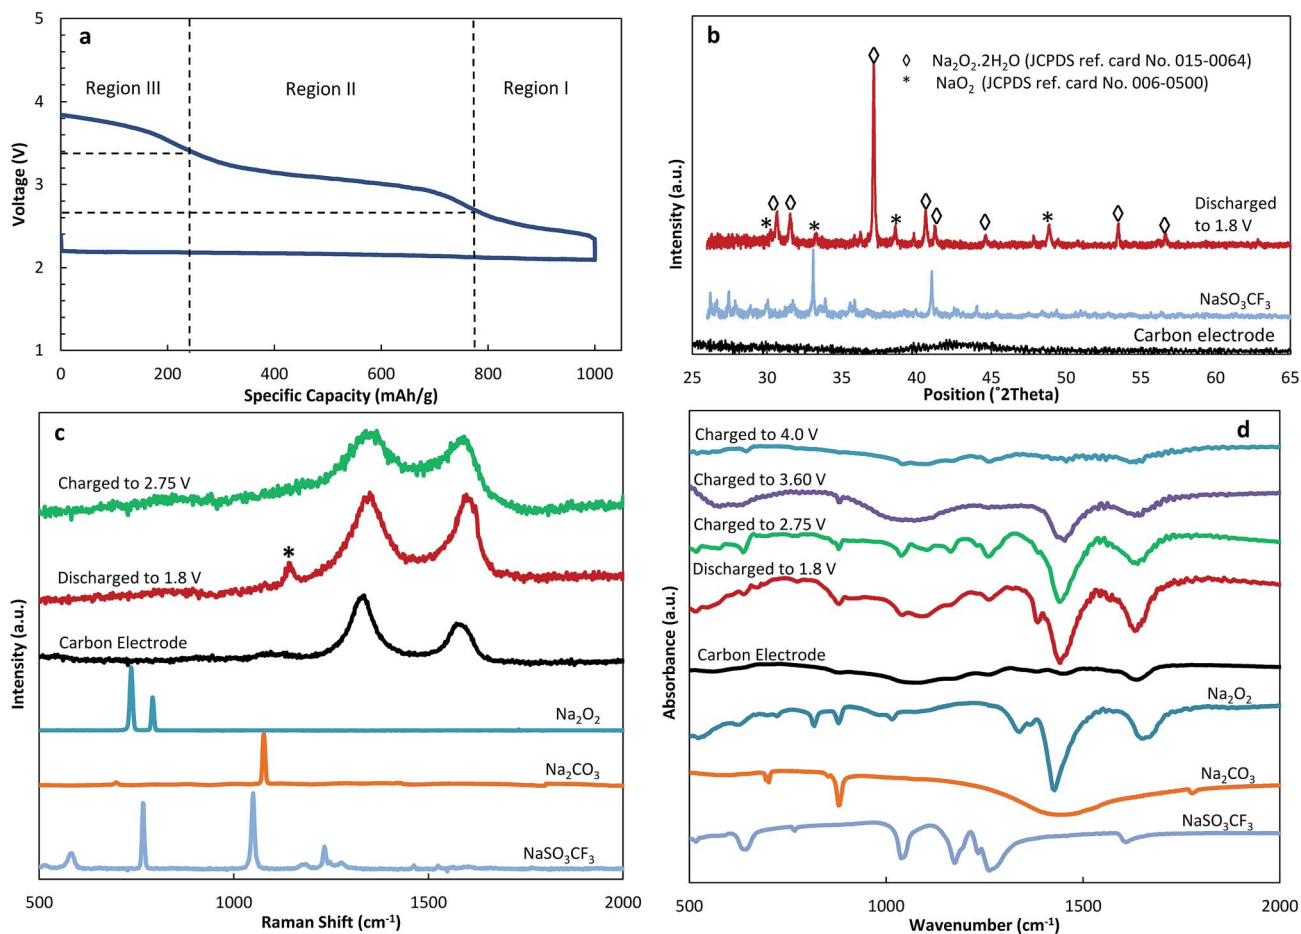 a
Region III
Region II
Region I
5
4
3
2
1
Voltage (V)
0
200
400
600
800
1000
Specific Capacity (mAh/g)
b
◊ Na₂O₂.2H₂O (JCPDS ref. card No. 015-0064)
* NaO₂ (JCPDS ref. card No. 006-0500)
Discharged
to 1.8 V
NaSO₃CF₃
Carbon electrode
Intensity (a.u.)
25
30
35
40
45
50
55
60
65
Position (˚2Theta)
c
Charged to 2.75 V
*
Discharged to 1.8 V
Carbon Electrode
Na₂O₂
Na₂CO₃
NaSO₃CF₃
Intensity (a.u.)
500
1000
1500
2000
Raman Shift (cm⁻¹)
d
Charged to 4.0 V
Charged to 3.60 V
Charged to 2.75 V
Discharged to 1.8 V
Carbon Electrode
Na₂O₂
Na₂CO₃
NaSO₃CF₃
Absorbance (a.u.)
500
1000
1500
2000
Wavenumber (cm⁻¹)